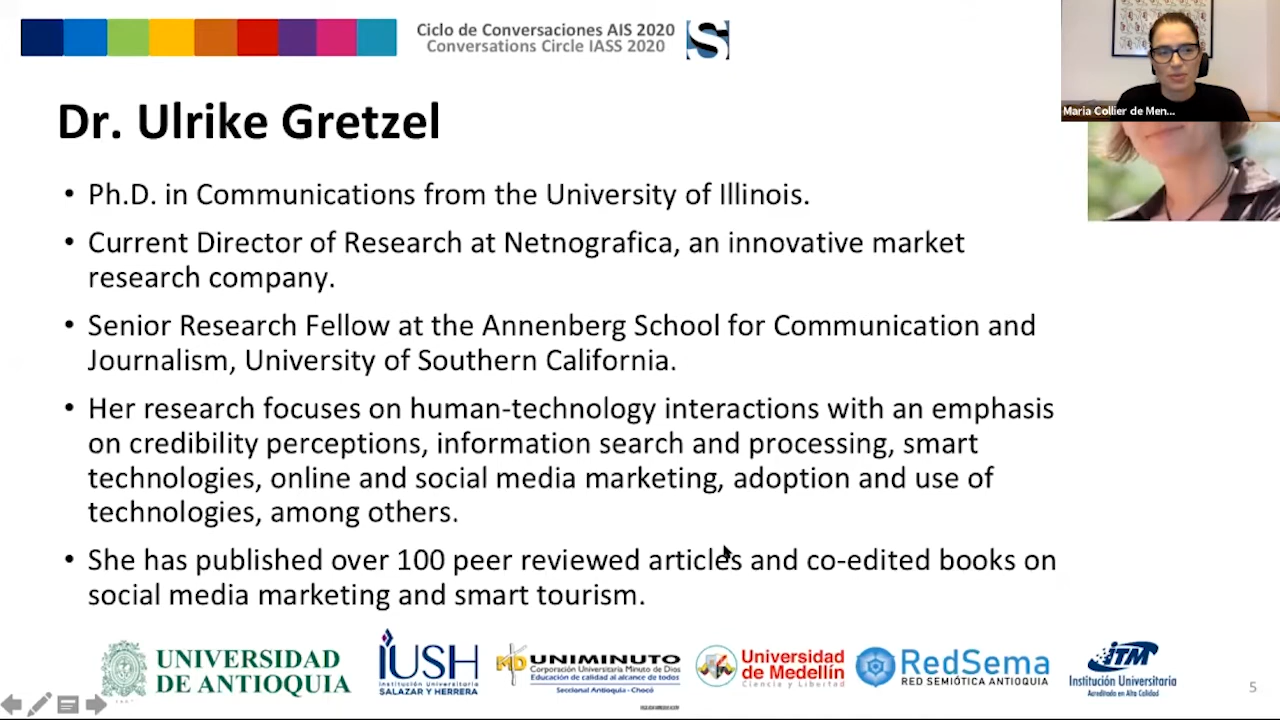 Ciclo de Conversaciones AIS 2020
Conversations Circle IASS 2020
S
Maria Collier de Men...
Dr. Ulrike Gretzel
• Ph.D. in Communications from the University of Illinois.
• Current Director of Research at Netnografica, an innovative market
research company.
• Senior Research Fellow at the Annenberg School for Communication and
Journalism, University of Southern California.
• Her research focuses on human-technology interactions with an emphasis
on credibility perceptions, information search and processing, smart
technologies, online and social media marketing, adoption and use of
technologies, among others.
• She has published over 100 peer reviewed articles and co-edited books on
social media marketing and smart tourism.
UNIVERSIDAD
DE ANTIOQUIA
IUSH
Institución Universitaria
SALAZAR Y HERRERA
MD UNIMINUTO
Corporación Universitaria Minuto de Dios
Educación de calidad al alcance de todos
Seccional Antioquia - Chocó
Universidad
de Medellín
Ciencia y Libertad
RedSema
RED SEMIÓTICA ANTIOQUIA
iTM
Institución Universitaria
Acreditada en Alta Calidad
5